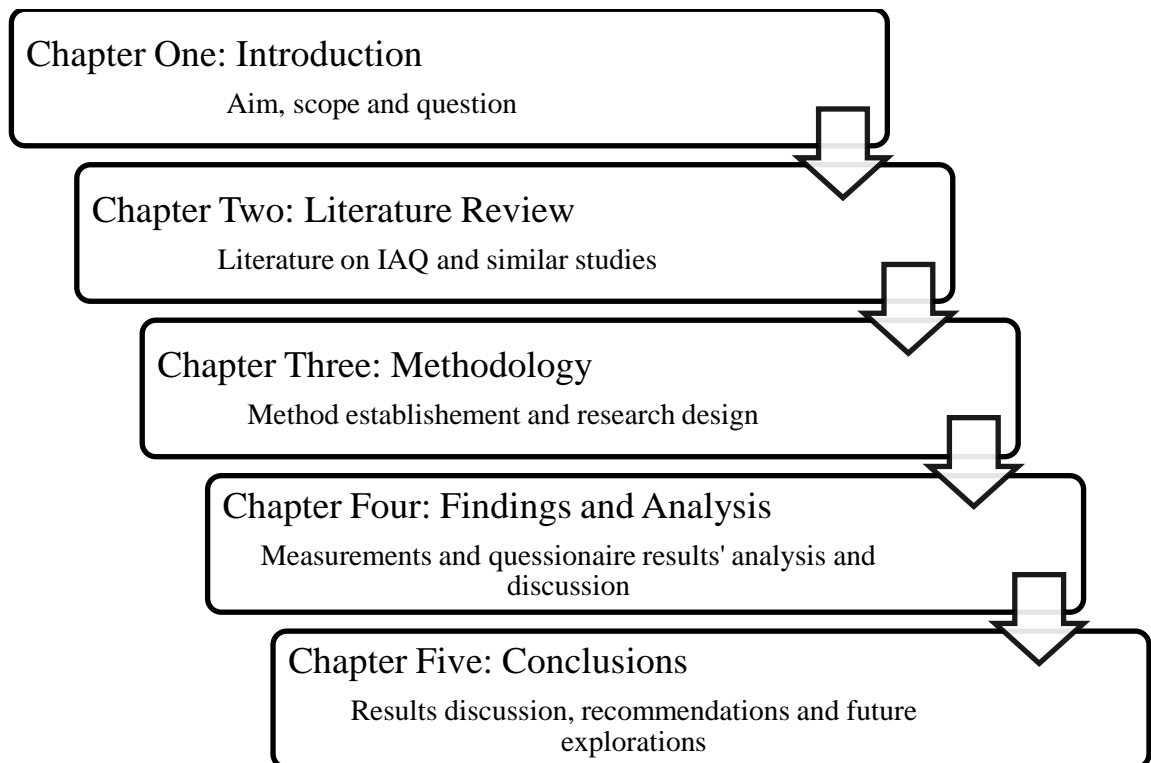 Chapter One: Introduction
Aim, scope and question
Chapter Two: Literature Review
Literature on IAQ and similar studies
Chapter Three: Methodology
Method establishement and research design
Chapter Four: Findings and Analysis
Measurements and quessionaire results' analysis and
discussion
Chapter Five: Conclusions
Results discussion, recommendations and future
explorations